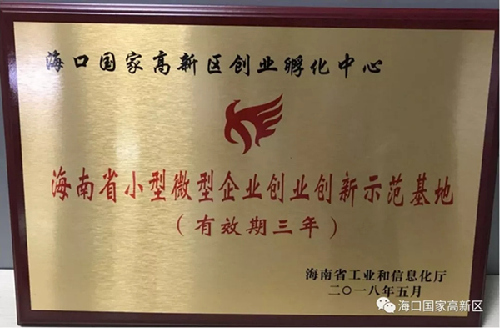 海口国家高新区创业孵化中心
海南省小型微型企业创业创新示范基地
(有效期三年)
海南省工业和信息化厅
二〇一八年五月
海口国家高新区